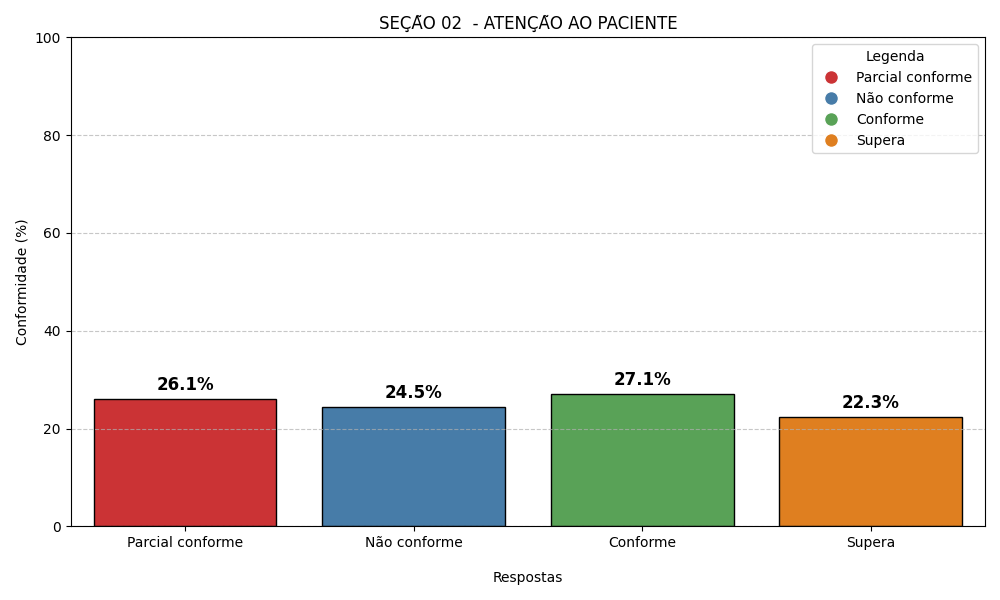 SEÇÃO 02  - ATENÇÃO AO PACIENTE
Conformidade (%)
100
80
60
40
20
0
Legenda
Parcial conforme
Não conforme
Conforme
Supera
26.1%
24.5%
27.1%
22.3%
Parcial conforme
Não conforme
Conforme
Supera
Respostas